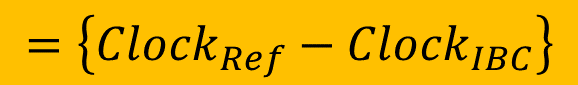 = {Clock_Ref − Clock_IBC}